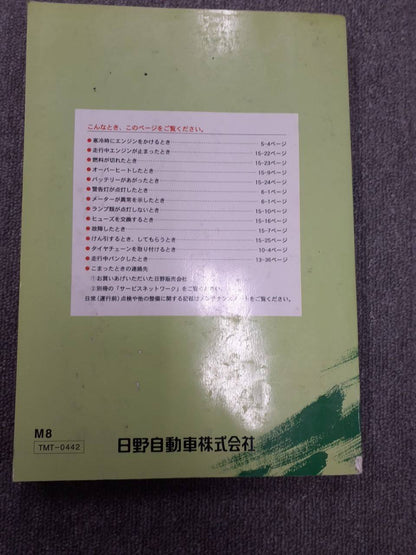 こんなとき、このページをご覧ください。
●寒冷時にエンジンをかけるとき 5-4ページ
●走行中エンジンが止まったとき 15-22ページ
●燃料が切れたとき 15-23ページ
●オーバーヒートしたとき 15-9ページ
●バッテリーがあがったとき 15-24ページ
●警告灯が点灯したとき 6-1ページ
●メーターが異常を示したとき 6-1ページ
●ランプ類が点灯しないとき 15-10ページ
●ヒューズを交換するとき 15-16ページ
●故障したとき 15-7ページ
●けん引するとき、してもらうとき 15-25ページ
●タイヤチェーンを取り付けるとき 10-4ページ
●走行中パンクしたとき 13-36ページ
●こまったときの連絡先
①お買いあげいただいた日野販売会社
②別冊の「サービスネットワーク」をご覧ください。
日常(運行前)点検や他の整備に関する記載はメンテナンスノートをご覧ください。
M8
TMT-0442
日野自動車株式会社